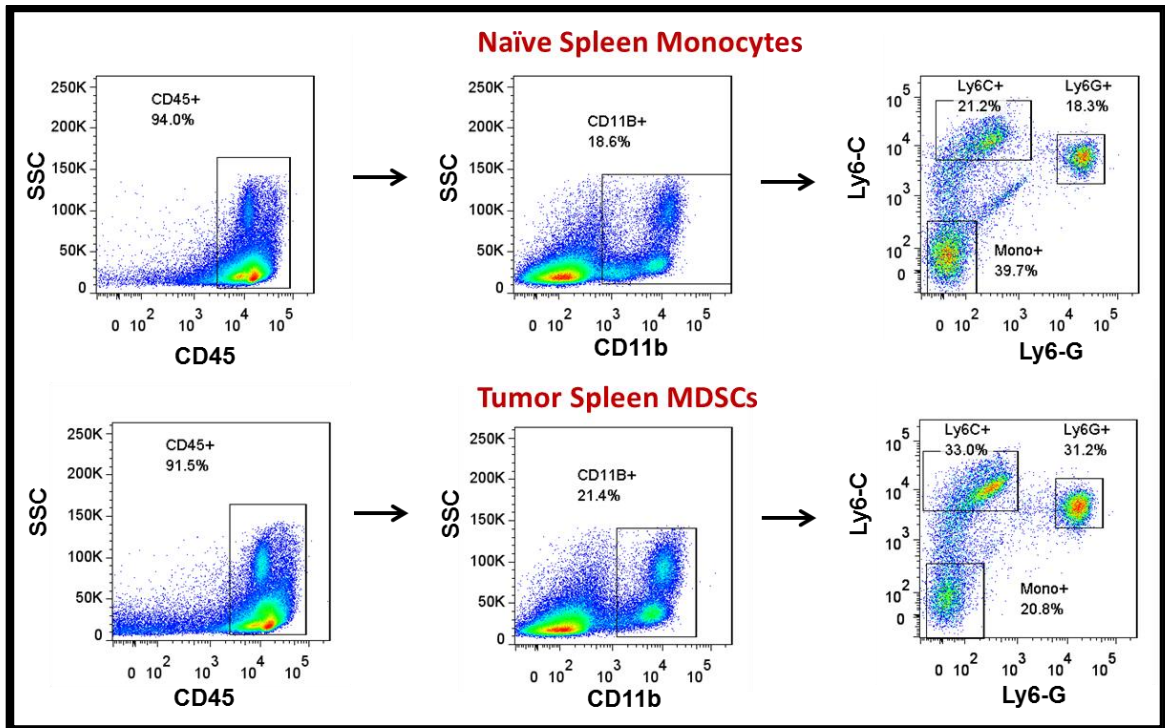 Naïve Spleen Monocytes
250K
200K
150K
100K
50K
0
SSC
CD45+
94.0%
0 10² 10³ 10⁴ 10⁵
CD45
250K
200K
150K
100K
50K
0
SSC
CD11B+
18.6%
0 10² 10³ 10⁴ 10⁵
CD11b
10⁵
10⁴
10³
10²
0
Ly6-C
Ly6C+
21.2%
Ly6G+
18.3%
Mono+
39.7%
0 10² 10³ 10⁴ 10⁵
Ly6-G
Tumor Spleen MDSCs
250K
200K
150K
100K
50K
0
SSC
CD45+
91.5%
0 10² 10³ 10⁴ 10⁵
CD45
250K
200K
150K
100K
50K
0
SSC
CD11B+
21.4%
0 10² 10³ 10⁴ 10⁵
CD11b
10⁵
10⁴
10³
10²
0
Ly6-C
Ly6C+
33.0%
Ly6G+
31.2%
Mono+
20.8%
0 10² 10³ 10⁴ 10⁵
Ly6-G